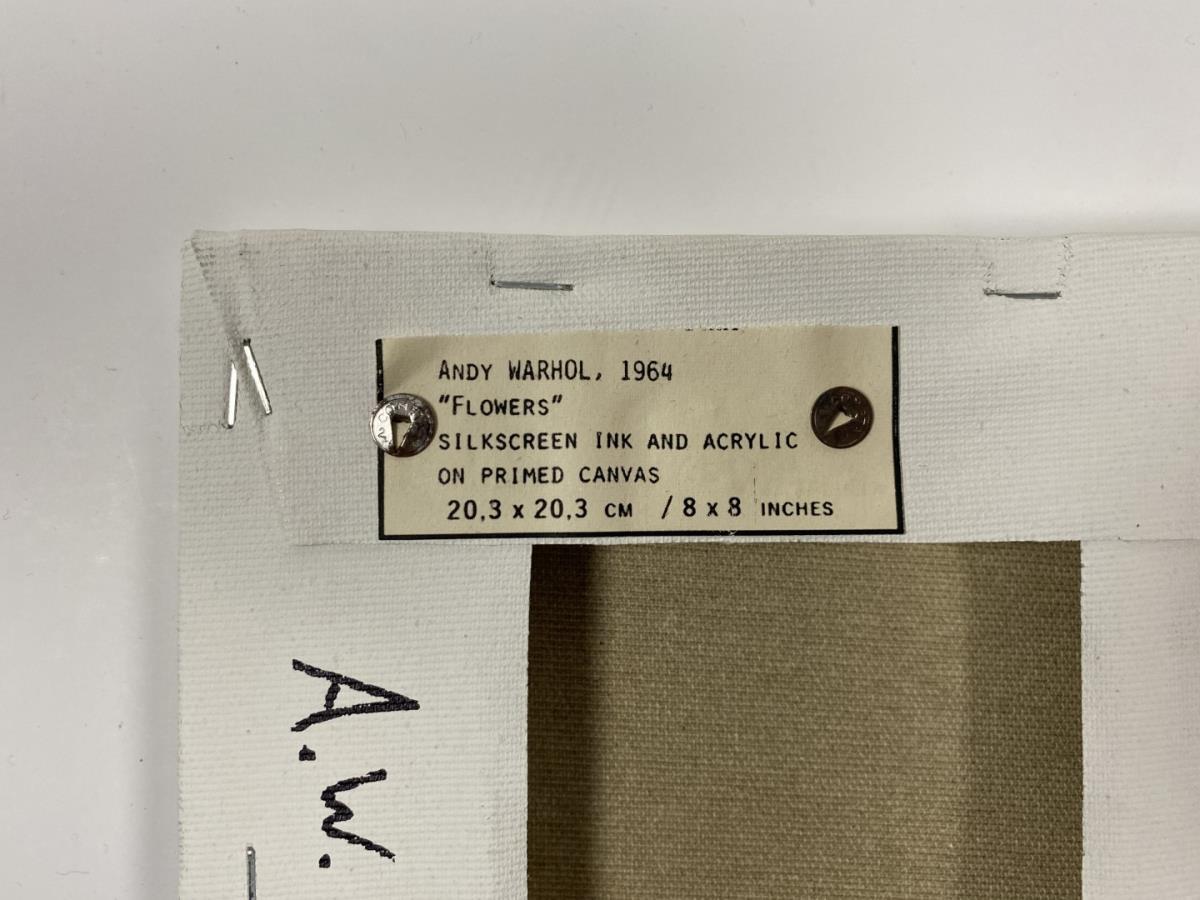 ANDY WARHOL, 1964
"FLOWERS"
SILKSCREEN INK AND ACRYLIC
ON PRIMED CANVAS
20,3 x 20,3 CM / 8 x 8 INCHES
A.W.